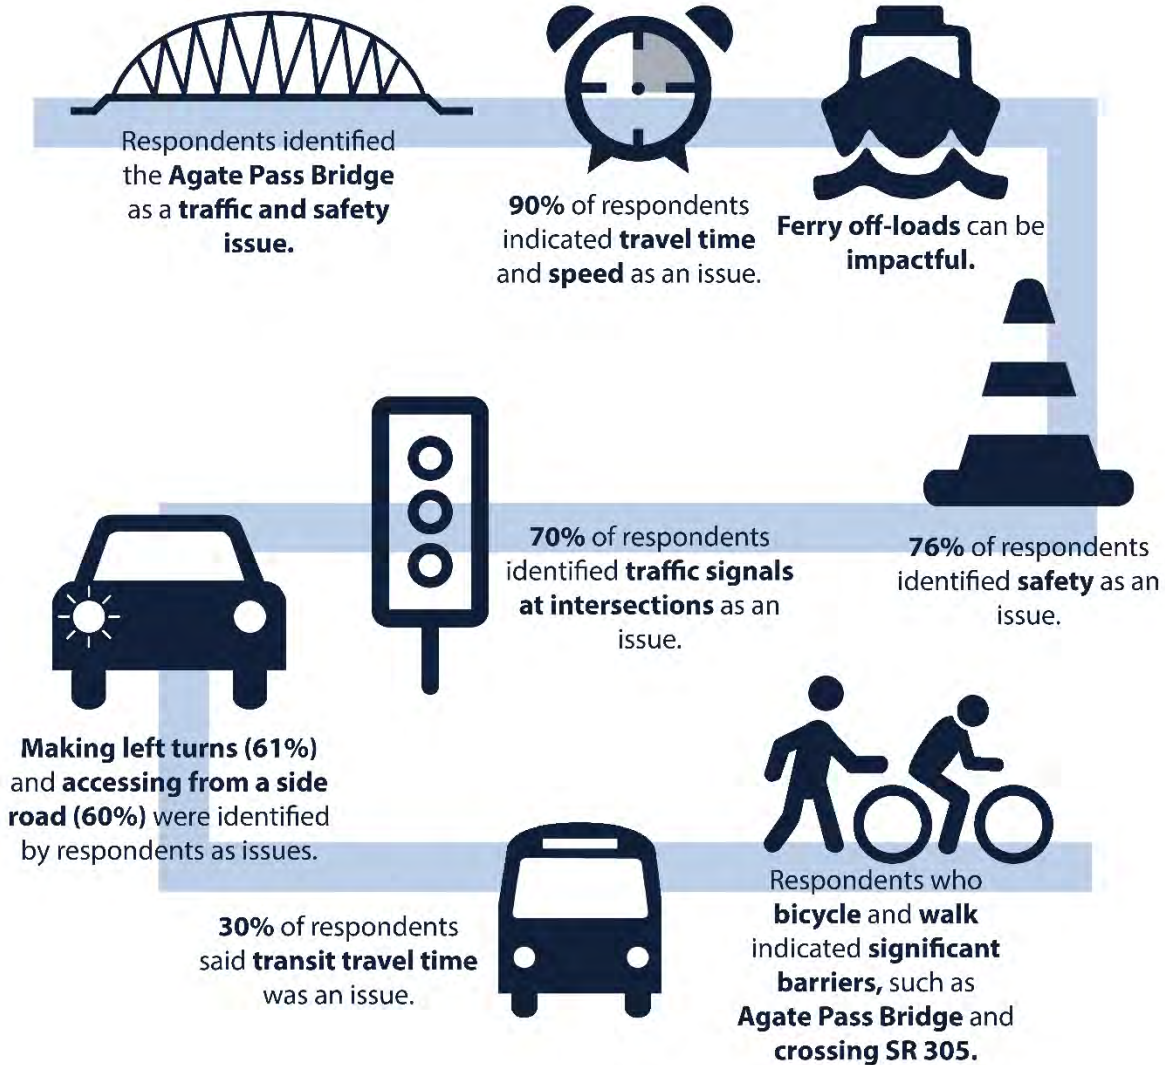 Respondents identified
the Agate Pass Bridge
as a traffic and safety
issue.
90% of respondents
indicated travel time
and speed as an issue.
Ferry off-loads can be
impactful.
76% of respondents
identified safety as an
issue.
70% of respondents
identified traffic signals
at intersections as an
issue.
Making left turns (61%)
and accessing from a side
road (60%) were identified
by respondents as issues.
30% of respondents
said transit travel time
was an issue.
Respondents who
bicycle and walk
indicated significant
barriers, such as
Agate Pass Bridge and
crossing SR 305.